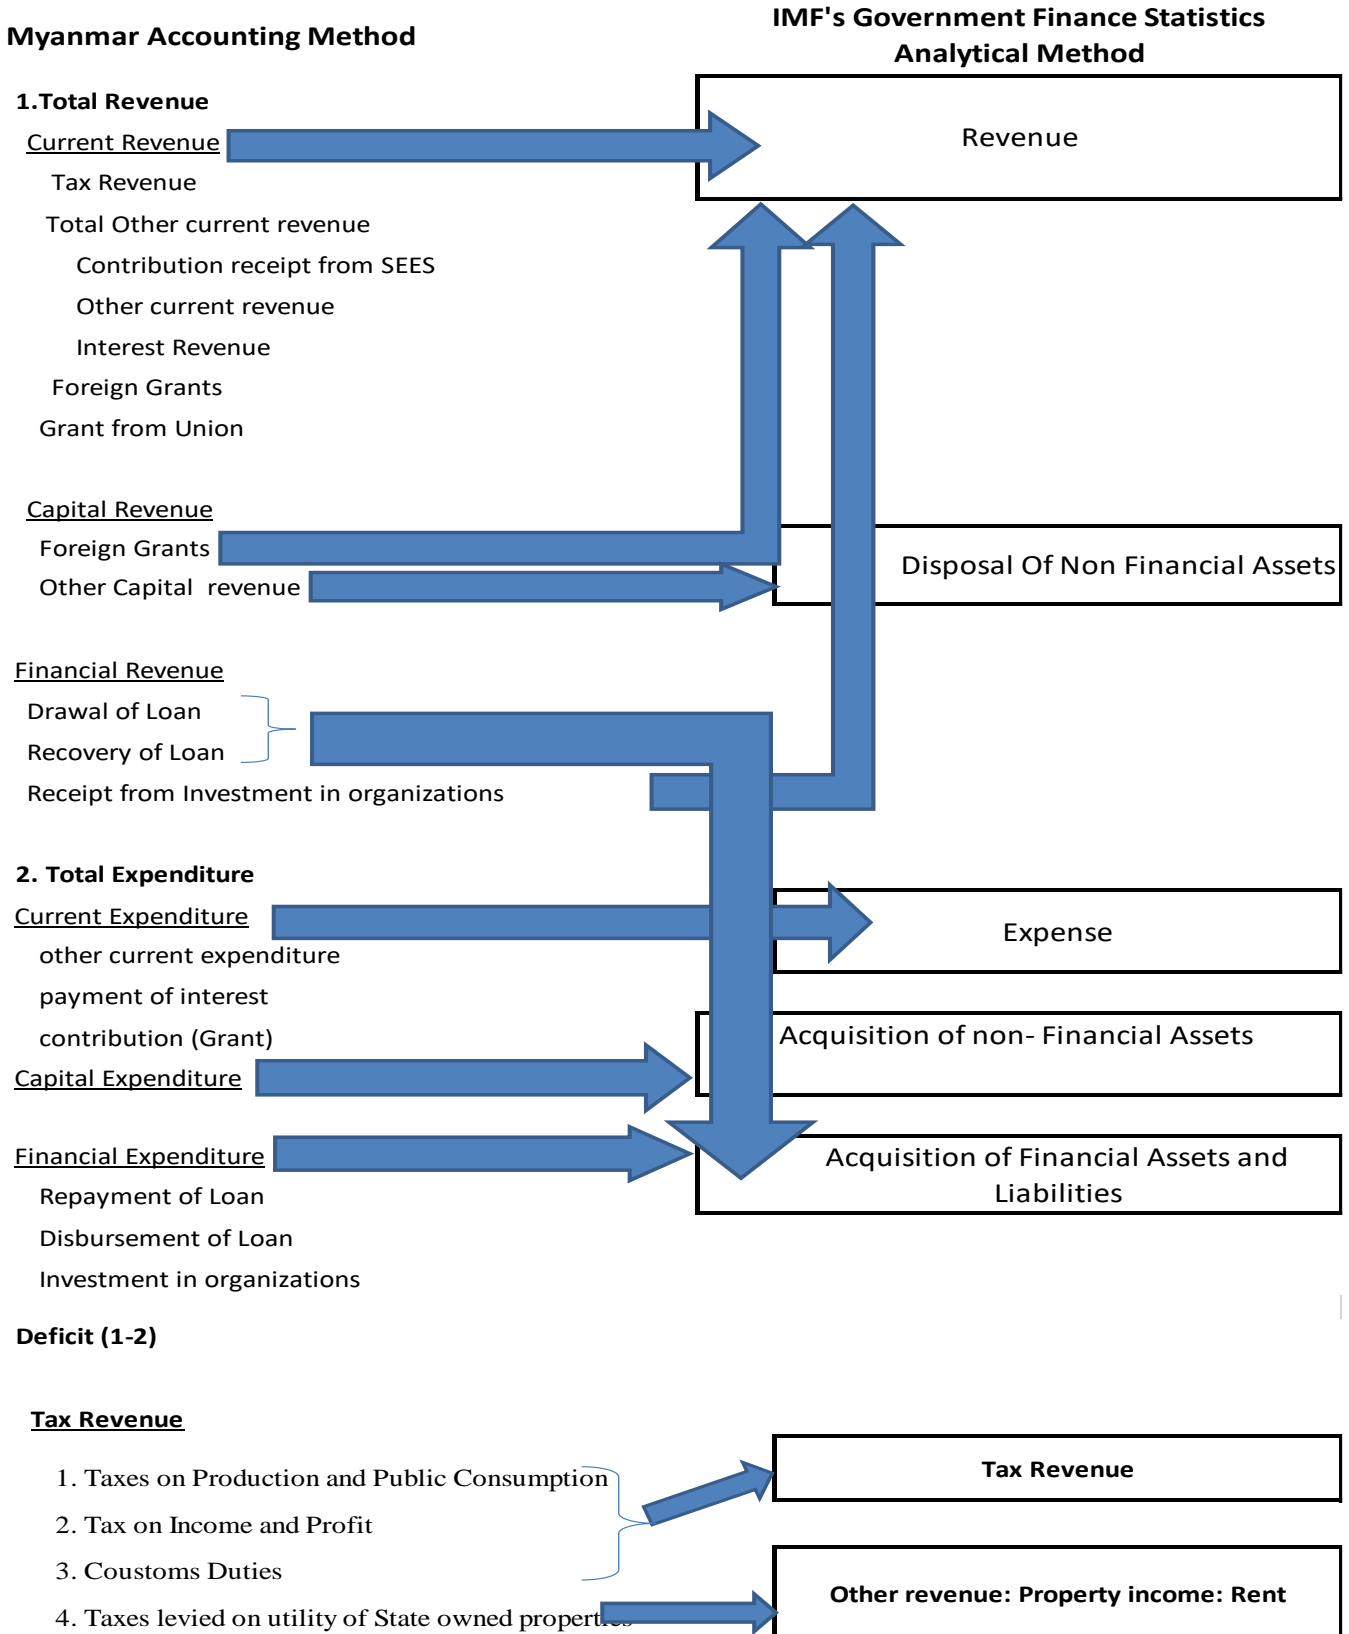 Myanmar Accounting Method
IMF's Government Finance Statistics
Analytical Method
1.Total Revenue
Current Revenue
Revenue
Tax Revenue
Total Other current revenue
Contribution receipt from SEES
Other current revenue
Interest Revenue
Foreign Grants
Grant from Union
Capital Revenue
Foreign Grants
Other Capital revenue
Disposal Of Non Financial Assets
Financial Revenue
Drawal of Loan
Recovery of Loan
Receipt from Investment in organizations
2. Total Expenditure
Current Expenditure
Expense
other current expenditure
payment of interest
contribution (Grant)
Acquisition of non- Financial Assets
Capital Expenditure
Financial Expenditure
Acquisition of Financial Assets and
Liabilities
Repayment of Loan
Disbursement of Loan
Investment in organizations
Deficit (1-2)
Tax Revenue
1. Taxes on Production and Public Consumption
Tax Revenue
2. Tax on Income and Profit
3. Coustoms Duties
4. Taxes levied on utility of State owned properties
Other revenue: Property income: Rent